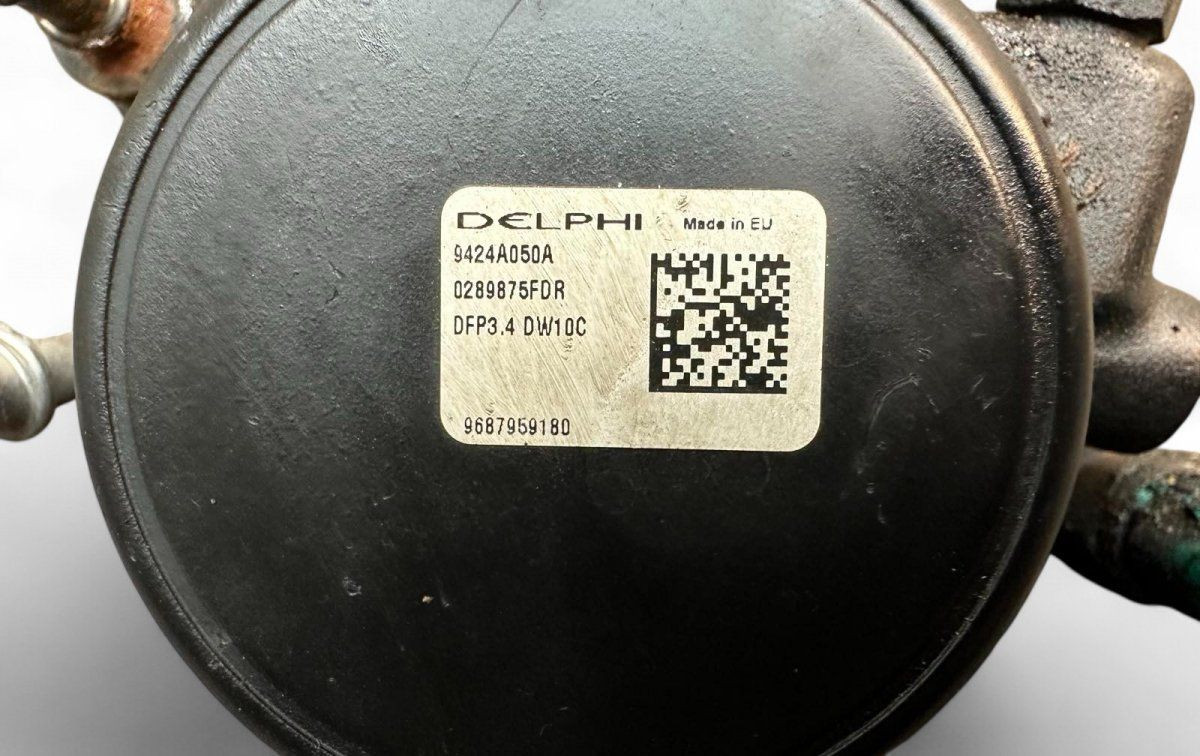 DELPHI Made in EU
9424A050A
0289875FDR
DFP3.4 DW10C
9687959180